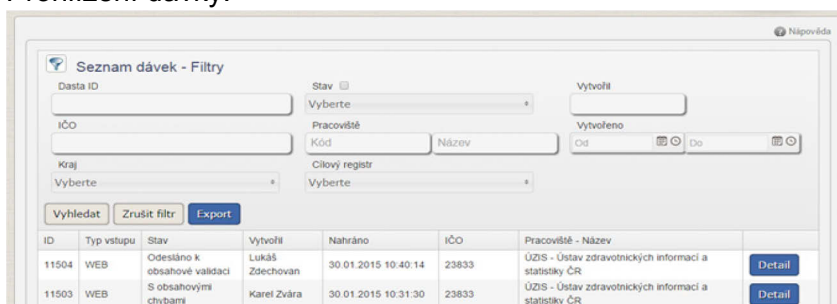 Nápověda
Seznam dávek - Filtry
Dasta ID Stav Vytvořil
Vyberte
IČO Pracoviště Vytvořeno
Kód Název Od Do
Kraj Cílový registr
Vyberte Vyberte
Vyhledat Zrušit filtr Export
ID Typ vstupu Stav Vytvořil Nahráno IČO Pracoviště - Název
11504 WEB Odesláno k obsahové validaci Lukáš Zdechovan 30.01.2015 10:40:14 23833 ÚZIS - Ústav zdravotnických informací a statistiky ČR Detail
11503 WEB S obsahovými chybami Karel Zvára 30.01.2015 10:31:30 23833 ÚZIS - Ústav zdravotnických informací a statistiky ČR Detail